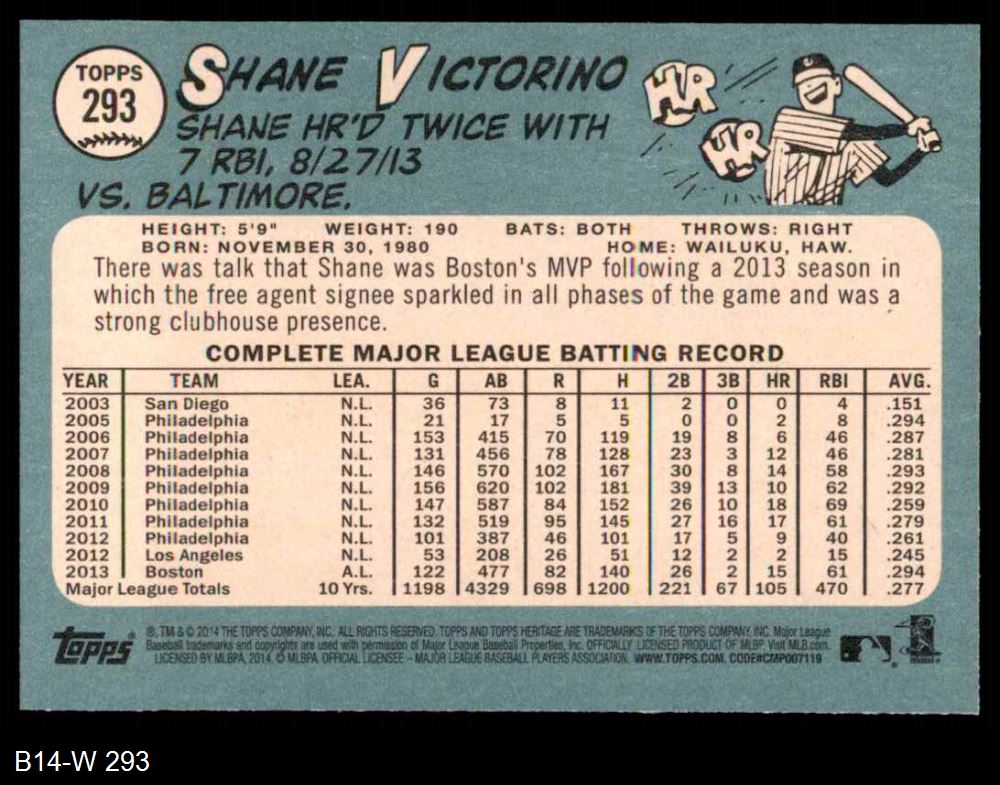 TOPPS
293
SHANE VICTORINO
SHANE HR'D TWICE WITH
7 RBI, 8/27/13
VS. BALTIMORE.
HR
HR
HEIGHT: 5'9" WEIGHT: 190 BATS: BOTH THROWS: RIGHT
BORN: NOVEMBER 30, 1980 HOME: WAILUKU, HAW.
There was talk that Shane was Boston's MVP following a 2013 season in
which the free agent signee sparkled in all phases of the game and was a
strong clubhouse presence.
COMPLETE MAJOR LEAGUE BATTING RECORD
YEAR TEAM LEA. G AB R H 2B 3B HR RBI AVG.
2003 San Diego N.L. 36 73 8 11 2 0 0 4 .151
2005 Philadelphia N.L. 21 17 5 5 0 0 2 8 .294
2006 Philadelphia N.L. 153 415 70 119 19 8 6 46 .287
2007 Philadelphia N.L. 131 456 78 128 23 3 12 46 .281
2008 Philadelphia N.L. 146 570 102 167 30 8 14 58 .293
2009 Philadelphia N.L. 156 620 102 181 39 13 10 62 .292
2010 Philadelphia N.L. 147 587 84 152 26 10 18 69 .259
2011 Philadelphia N.L. 132 519 95 145 27 16 17 61 .279
2012 Philadelphia N.L. 101 387 46 101 17 5 9 40 .261
2012 Los Angeles N.L. 53 208 26 51 12 2 2 15 .245
2013 Boston A.L. 122 477 82 140 26 2 15 61 .294
Major League Totals 10 Yrs. 1198 4329 698 1200 221 67 105 470 .277
Topps
®, TM & © 2014 THE TOPPS COMPANY, INC. ALL RIGHTS RESERVED. TOPPS AND TOPPS HERITAGE ARE TRADEMARKS OF THE TOPPS COMPANY, INC. Major League
Baseball trademarks and copyrights are used with permission of Major League Baseball Properties, Inc. OFFICIALLY LICENSED PRODUCT OF MLBP. Visit MLB.com.
LICENSED BY MLBPA, 2014. © MLBPA. OFFICIAL LICENSEE – MAJOR LEAGUE BASEBALL PLAYERS ASSOCIATION. WWW.TOPPS.COM. CODE#CMP007119
B14-W 293